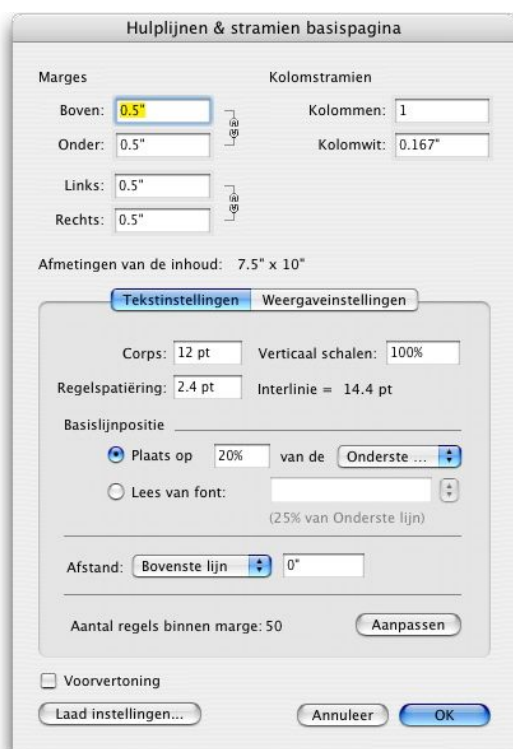 Hulplijnen & stramien basispagina
Marges
Kolomstramien
Boven: 0.5"
Kolommen: 1
Onder: 0.5"
Kolomwit: 0.167"
Links: 0.5"
Rechts: 0.5"
Afmetingen van de inhoud: 7.5" x 10"
Tekstinstellingen Weergaveinstellingen
Corps: 12 pt Verticaal schalen: 100%
Regelspatiëring: 2.4 pt Interlinie = 14.4 pt
Basislijnpositie
Plaats op 20% van de Onderste ...
Lees van font:
(25% van Onderste lijn)
Afstand: Bovenste lijn 0"
Aantal regels binnen marge: 50 Aanpassen
Voorvertoning
Laad instellingen... Annuleer OK